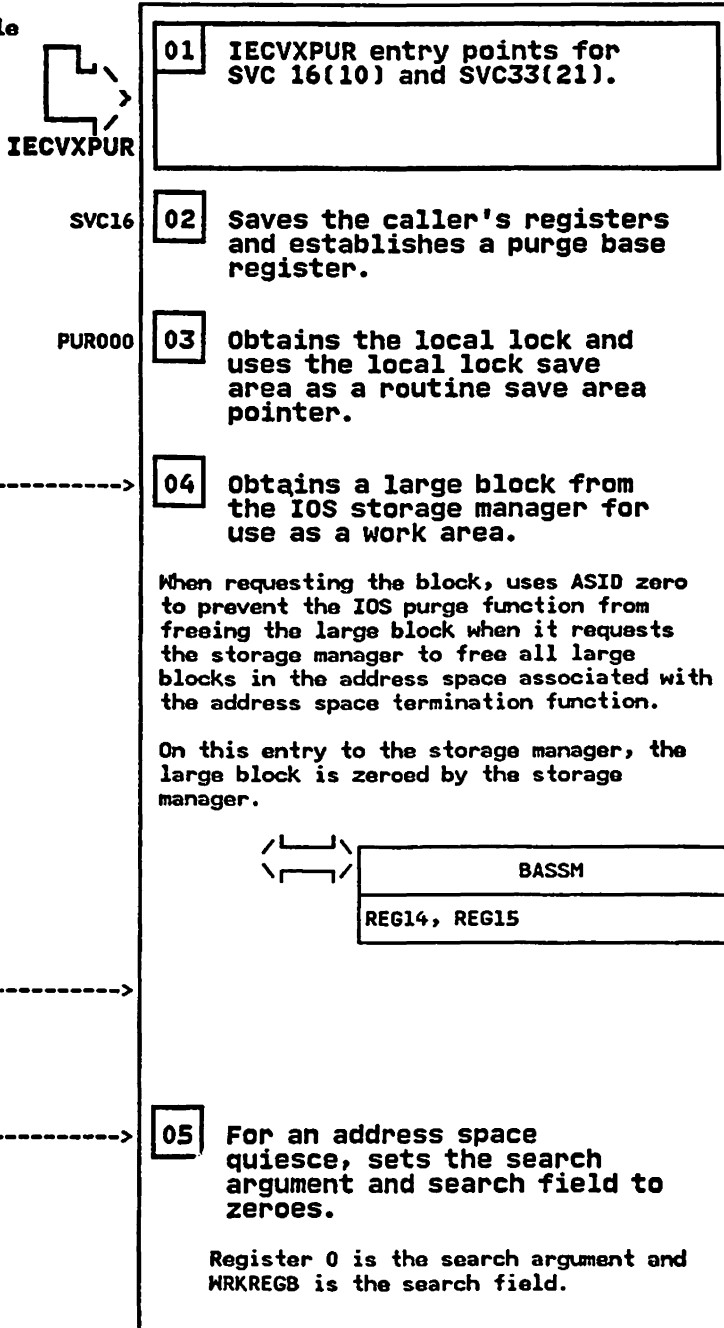 le
01 IECVXPUR entry points for
SVC 16(10) and SVC33(21).
IECVXPUR
SVC16 02 Saves the caller's registers
and establishes a purge base
register.
PUR000 03 Obtains the local lock and
uses the local lock save
area as a routine save area
pointer.
04 Obtains a large block from
the IOS storage manager for
use as a work area.
When requesting the block, uses ASID zero
to prevent the IOS purge function from
freeing the large block when it requests
the storage manager to free all large
blocks in the address space associated with
the address space termination function.
On this entry to the storage manager, the
large block is zeroed by the storage
manager.
BASSM
REG14, REG15
05 For an address space
quiesce, sets the search
argument and search field to
zeroes.
Register 0 is the search argument and
WRKREGB is the search field.